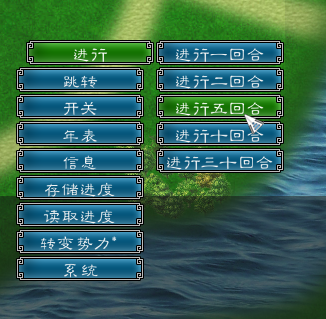 进行
跳转
开关
年表
信息
存储进度
读取进度
转变势力*
系统
进行一回合
进行二回合
进行五回合
进行十回合
进行三十回合